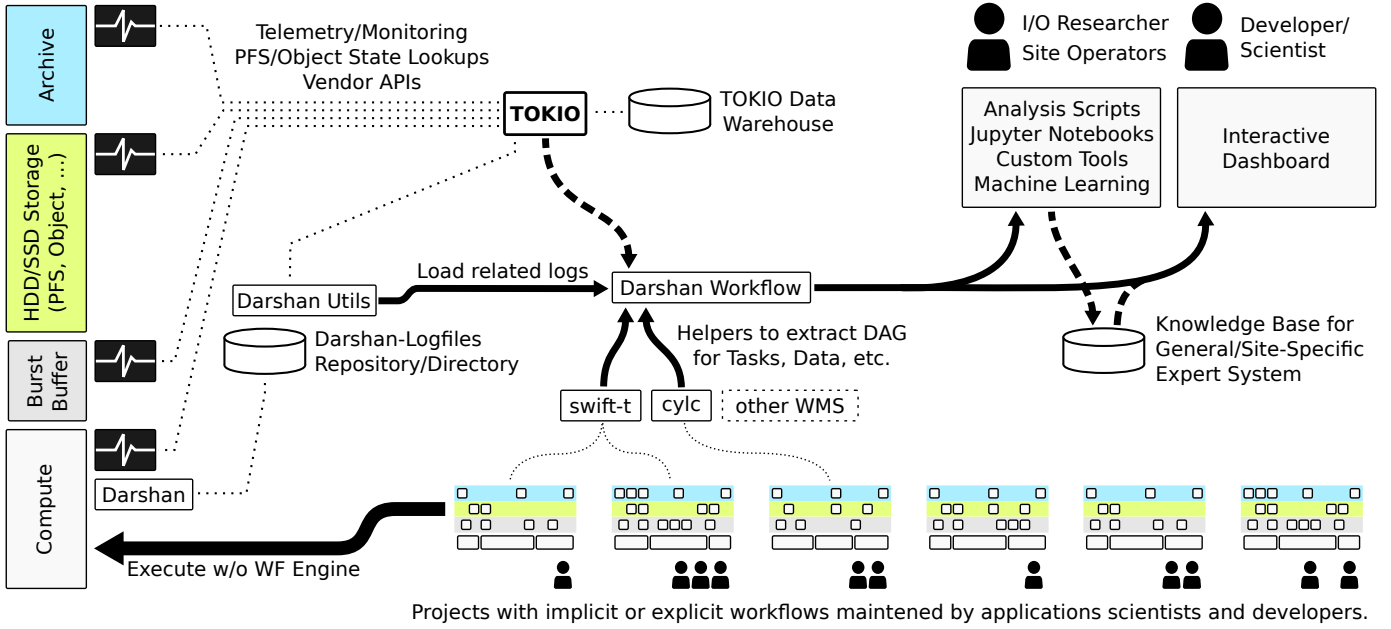 Archive
HDD/SSD Storage
(PFS, Object, ...)
Burst
Buffer
Compute
Telemetry/Monitoring
PFS/Object State Lookups
Vendor APIs
TOKIO
TOKIO Data
Warehouse
I/O Researcher
Site Operators
Developer/
Scientist
Analysis Scripts
Jupyter Notebooks
Custom Tools
Machine Learning
Interactive
Dashboard
Load related logs
Darshan Utils
Darshan Workflow
Darshan-Logfiles
Repository/Directory
Helpers to extract DAG
for Tasks, Data, etc.
Knowledge Base for
General/Site-Specific
Expert System
swift-t
cylc
other WMS
Darshan
Execute w/o WF Engine
Projects with implicit or explicit workflows maintened by applications scientists and developers.